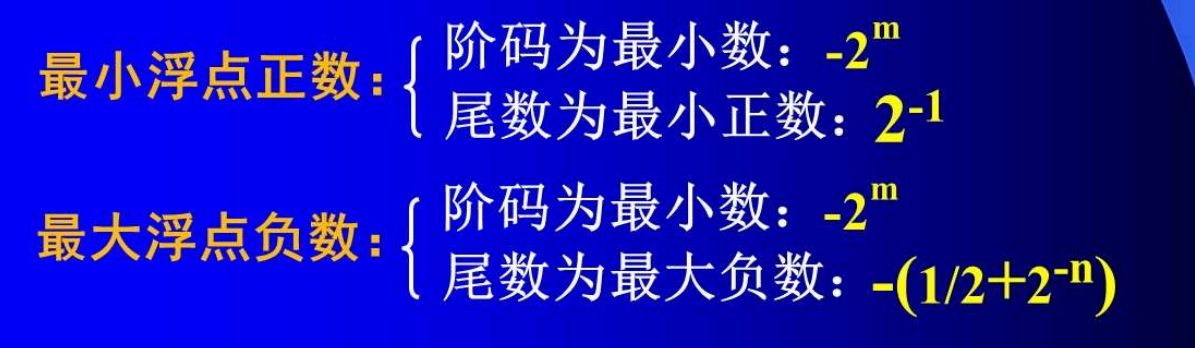 最小浮点正数：
阶码为最小数：-2^m
尾数为最小正数：2^-1
最大浮点负数：
阶码为最小数：-2^m
尾数为最大负数：-(1/2+2^-n)